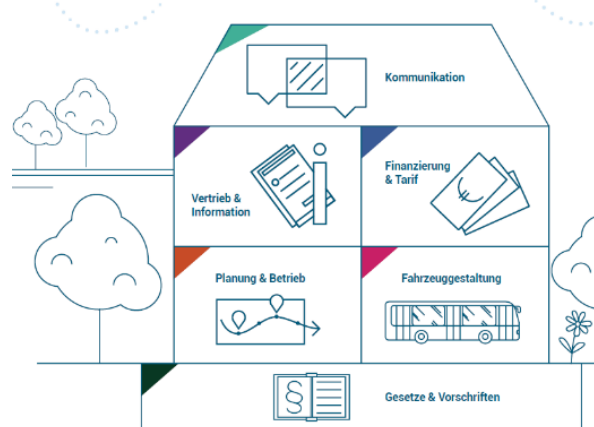 Kommunikation
Vertrieb &
Information
Finanzierung
& Tarif
Planung & Betrieb
Fahrzeuggestaltung
§
Gesetze & Vorschriften